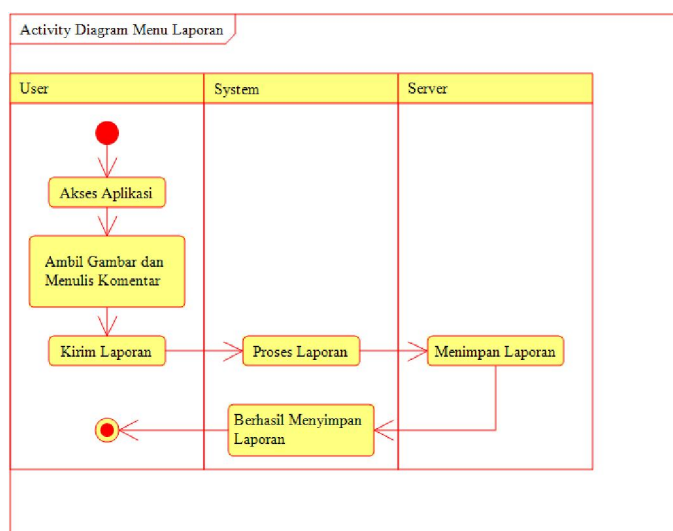 Activity Diagram Menu Laporan
User
System
Server
Akses Aplikasi
Ambil Gambar dan
Menulis Komentar
Kirim Laporan
Proses Laporan
Menimpan Laporan
Berhasil Menyimpan
Laporan